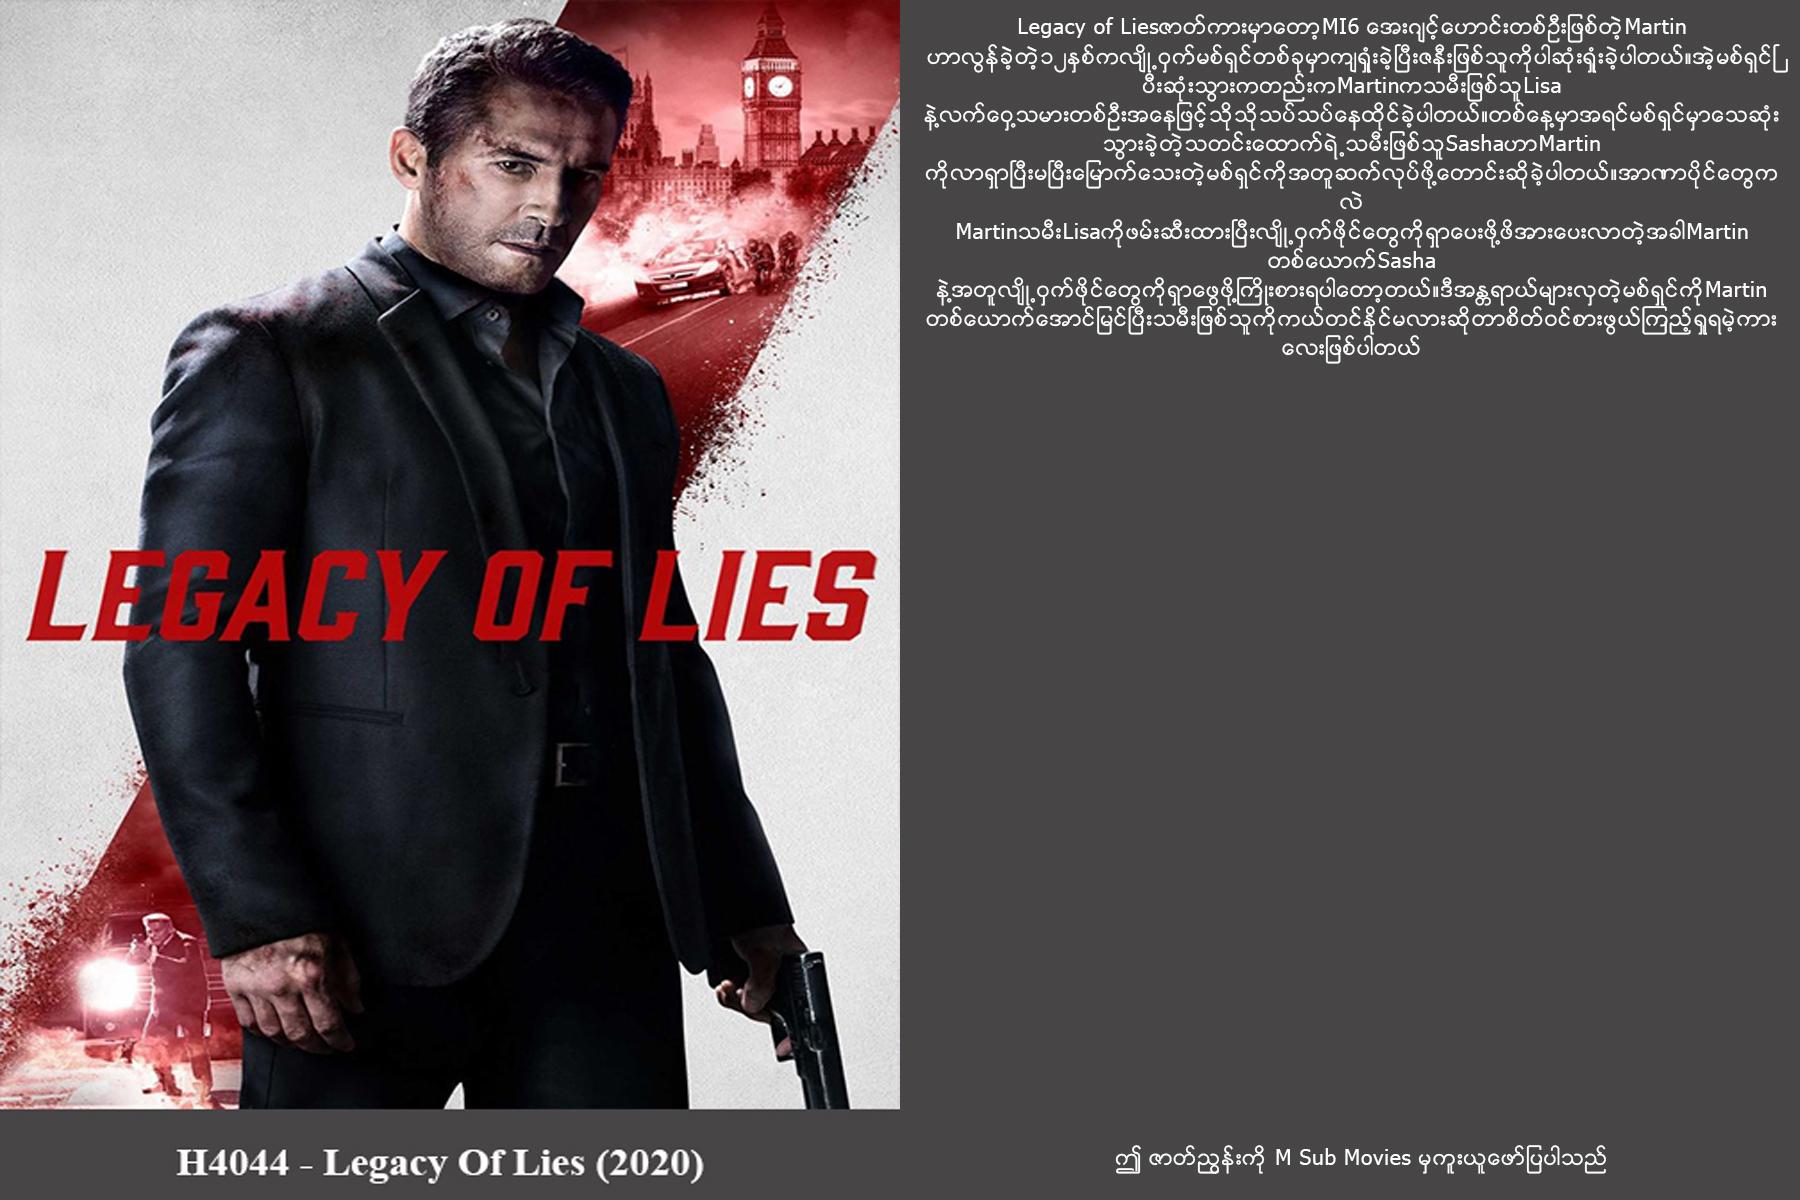 LEGACY OF LIES
H4044 - Legacy Of Lies (2020)
Legacy of Liesဇာတ်ကားမှာတော့MI6 အေးဂျင့်ဟောင်းတစ်ဦးဖြစ်တဲ့Martin
ဟာလွန်ခဲ့တဲ့၁၂နှစ်ကလျှို့ဝှက်မစ်ရှင်တစ်ခုမှာကျရှုံးခဲ့ပြီးဇနီးဖြစ်သူကိုပါဆုံးရှုံးခဲ့ပါတယ်။အဲ့မစ်ရှင်ပြ
ီးဆုံးသွားကတည်းကMartinကသမီးဖြစ်သူLisa
နဲ့လက်ဝှေ့သမားတစ်ဦးအနေဖြင့်သိုသိုသပ်သပ်နေထိုင်ခဲ့ပါတယ်။တစ်နေ့မှာအရင်မစ်ရှင်မှာသေဆုံး
သွားခဲ့တဲ့သတင်းထောက်ရဲ့သမီးဖြစ်သူSashaဟာMartin
ကိုလာရှာပြီးမပြီးမြောက်သေးတဲ့မစ်ရှင်ကိုအတူဆက်လုပ်ဖို့တောင်းဆိုခဲ့ပါတယ်။အာဏာပိုင်တွေက
လဲ
MartinသမီးLisaကိုဖမ်းဆီးထားပြီးလျှို့ဝှက်ဖိုင်တွေကိုရှာပေးဖို့ဖိအားပေးလာတဲ့အခါMartin
တစ်ယောက်Sasha
နဲ့အတူလျှို့ဝှက်ဖိုင်တွေကိုရှာဖွေဖို့ကြိုးစားရပါတော့တယ်။ဒီအန္တရာယ်များလှတဲ့မစ်ရှင်ကိုMartin
တစ်ယောက်အောင်မြင်ပြီးသမီးဖြစ်သူကိုကယ်တင်နိုင်မလားဆိုတာစိတ်ဝင်စားဖွယ်ကြည့်ရှုရမဲ့ကား
လေးဖြစ်ပါတယ်
ဤ ဇာတ်ညွှန်းကို M Sub Movies မှကူးယူဖော်ပြပါသည်